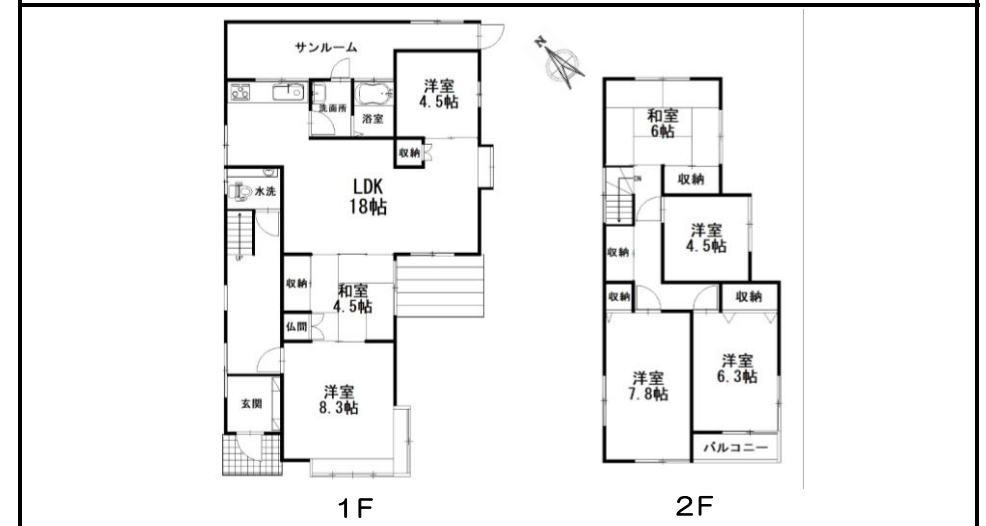 サンルーム
洋室
4.5帖
洗面所
浴室
収納
LDK
18帖
水洗
UP
収納
和室
4.5帖
仏間
洋室
8.3帖
玄関
1F
N
和室
6帖
DN
収納
洋室
4.5帖
収納
収納
収納
洋室
7.8帖
洋室
6.3帖
バルコニー
2F